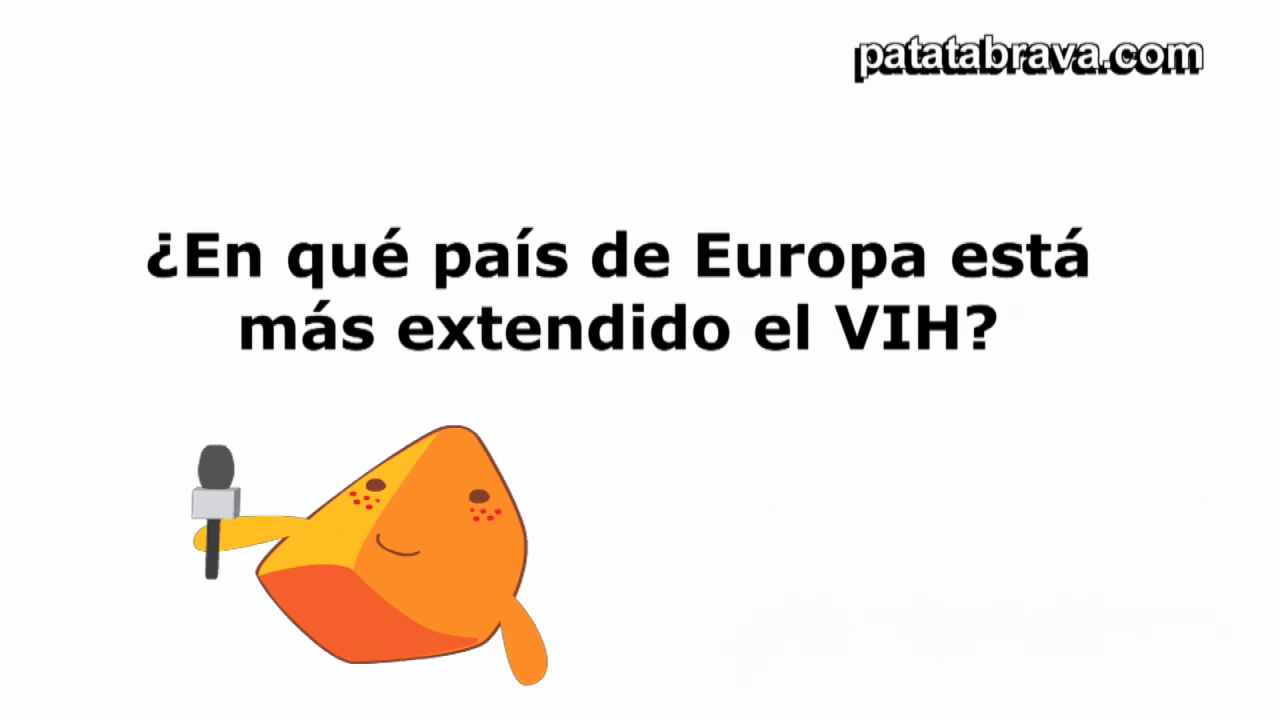 patatabrava.com
¿En qué país de Europa está
más extendido el VIH?